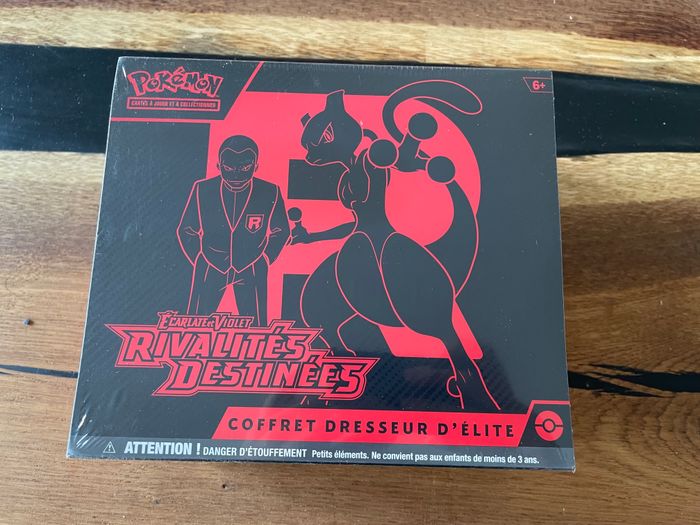 POKÉMON
CARTES À JOUER ET À COLLECTIONNER
6+
R
ÉCARLATE ET VIOLET
RIVALITÉS
DESTINÉES
COFFRET DRESSEUR D'ÉLITE
ATTENTION ! DANGER D'ÉTOUFFEMENT Petits éléments. Ne convient pas aux enfants de moins de 3 ans.